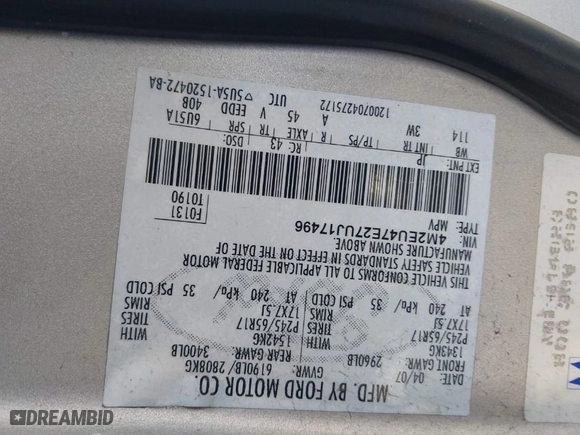 MFD. BY FORD MOTOR CO.
DATE: 04/07 GVWR: 6190LB/ 2808KG
FRONT GAWR: 2960LB REAR GAWR: 3400LB
1343KG WITH 1542KG WITH
P245/65R17 TIRES P245/65R17 TIRES
17X7.5J RIMS 17X7.5J RIMS
AT 240 kPa/ 35 PSI COLD AT 240 kPa/ 35 PSI COLD
THIS VEHICLE CONFORMS TO ALL APPLICABLE FEDERAL MOTOR
VEHICLE SAFETY STANDARDS IN EFFECT ON THE DATE OF
MANUFACTURE SHOWN ABOVE.
VIN: 4M2EU47E27UJ17496 F0131
TYPE: MPV T0190
EXT PNT: JP RC: 43 DSO:
WB INT TR TP/PS R AXLE TR SPR 6U51A
114 3W A 45 V EEDD 408
1200704275172 UTC ▽5U5A-1520472-BA
DREAMBID